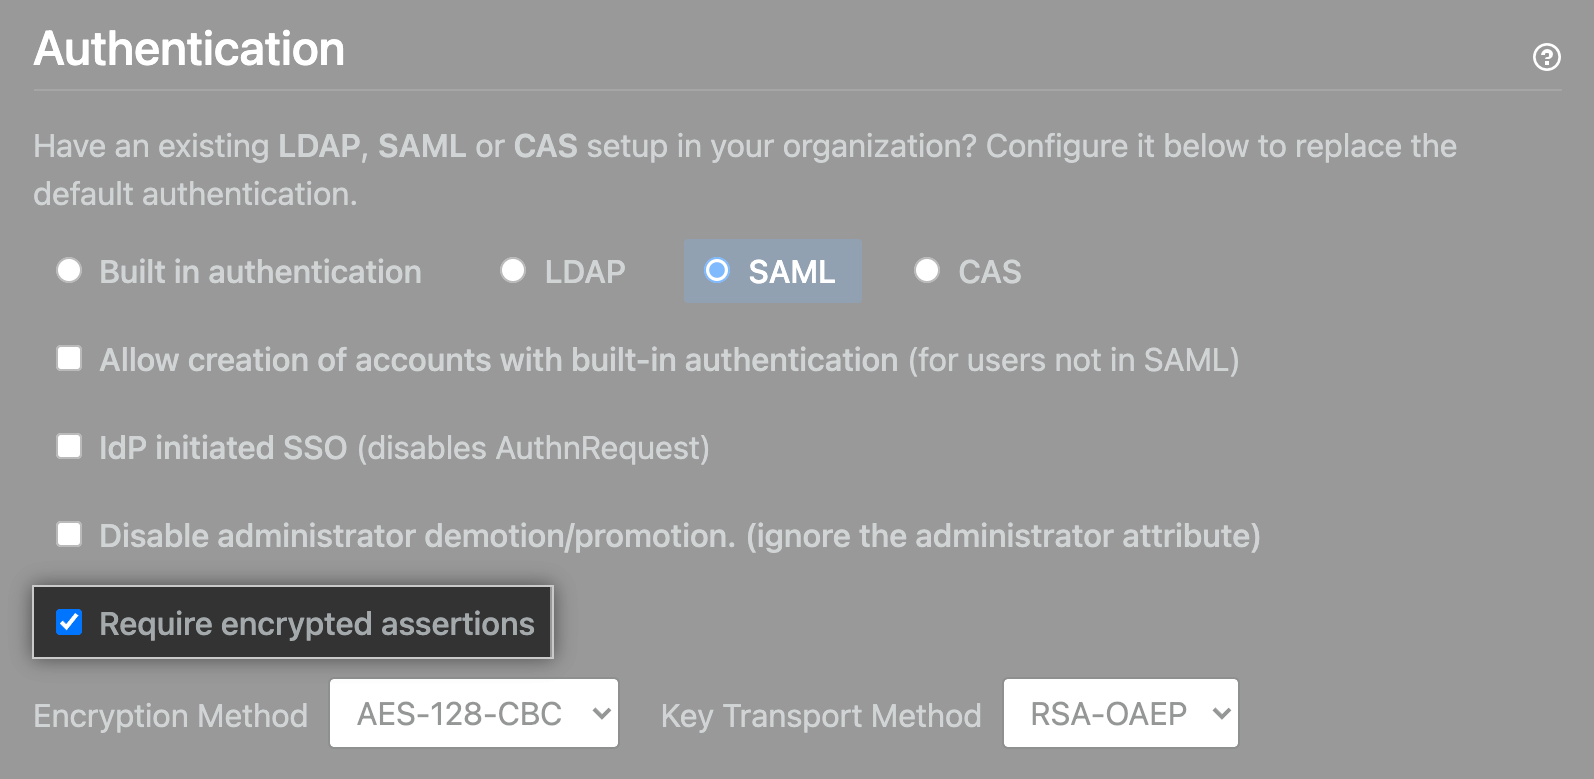 Authentication
Have an existing LDAP, SAML or CAS setup in your organization? Configure it below to replace the
default authentication.
Built in authentication LDAP SAML CAS
Allow creation of accounts with built-in authentication (for users not in SAML)
IdP initiated SSO (disables AuthnRequest)
Disable administrator demotion/promotion. (ignore the administrator attribute)
Require encrypted assertions
Encryption Method AES-128-CBC Key Transport Method RSA-OAEP